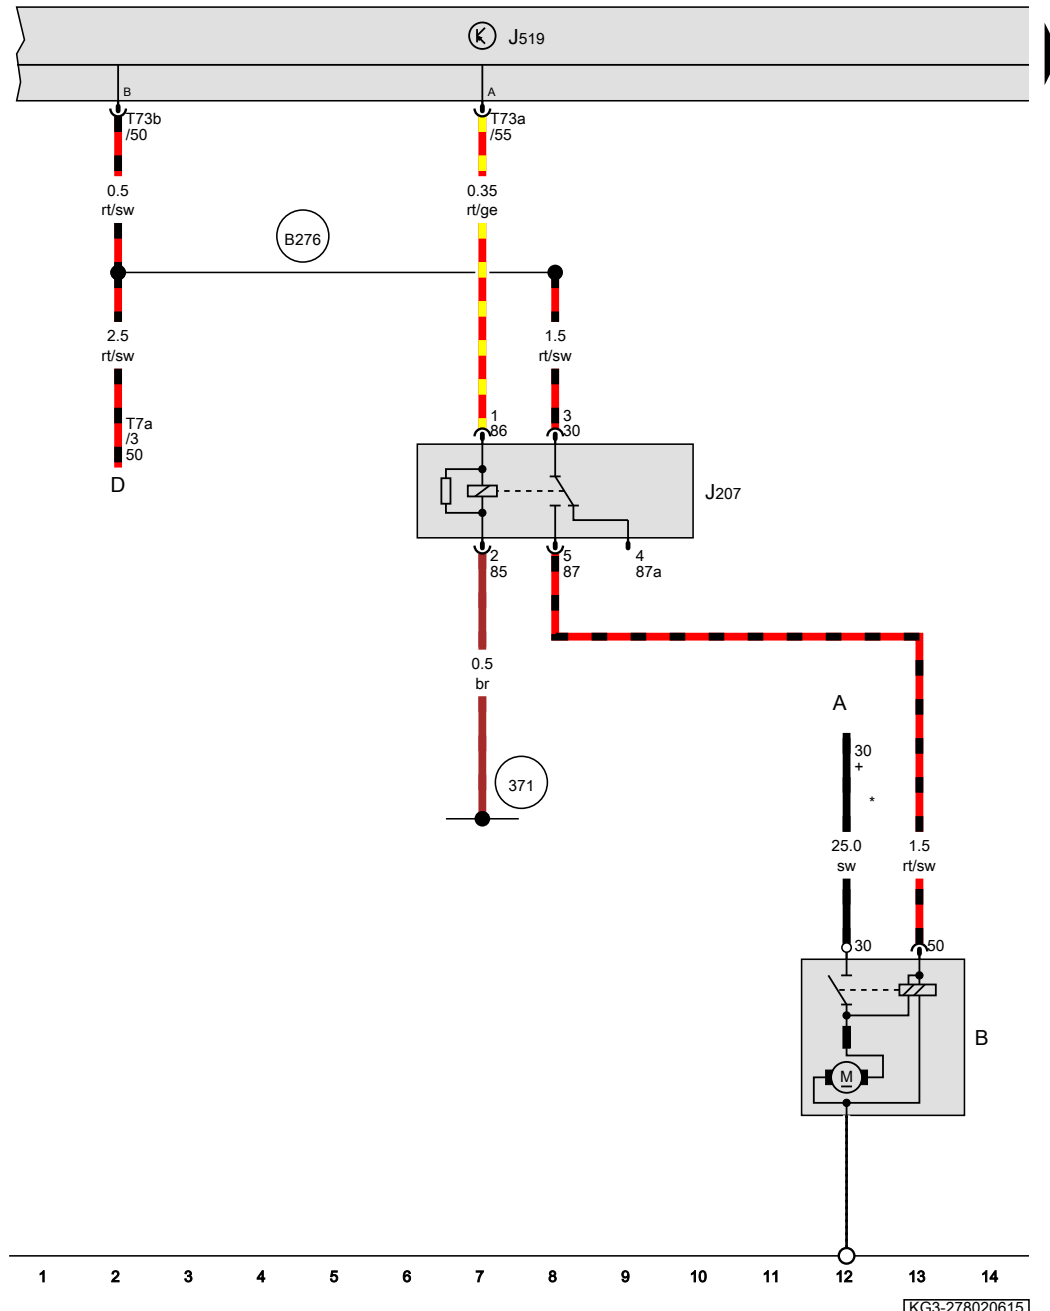 J519
B
A
T73b
/50
T73a
/55
0.5
rt/sw
0.35
rt/ge
B276
2.5
rt/sw
1.5
rt/sw
T7a
/3
50
D
1
86
3
30
J207
2
85
5
87
4
87a
0.5
br
371
A
30
+
*
25.0
sw
1.5
rt/sw
30
50
B
M
1 2 3 4 5 6 7 8 9 10 11 12 13 14
KG3-278020615